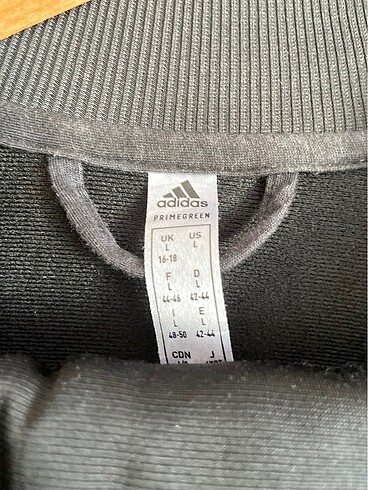 adidas
PRIMEGREEN
UK US
L L
16-18
F D
L L
44-46 42-44
I E
L L
48-50 42-44
CDN J